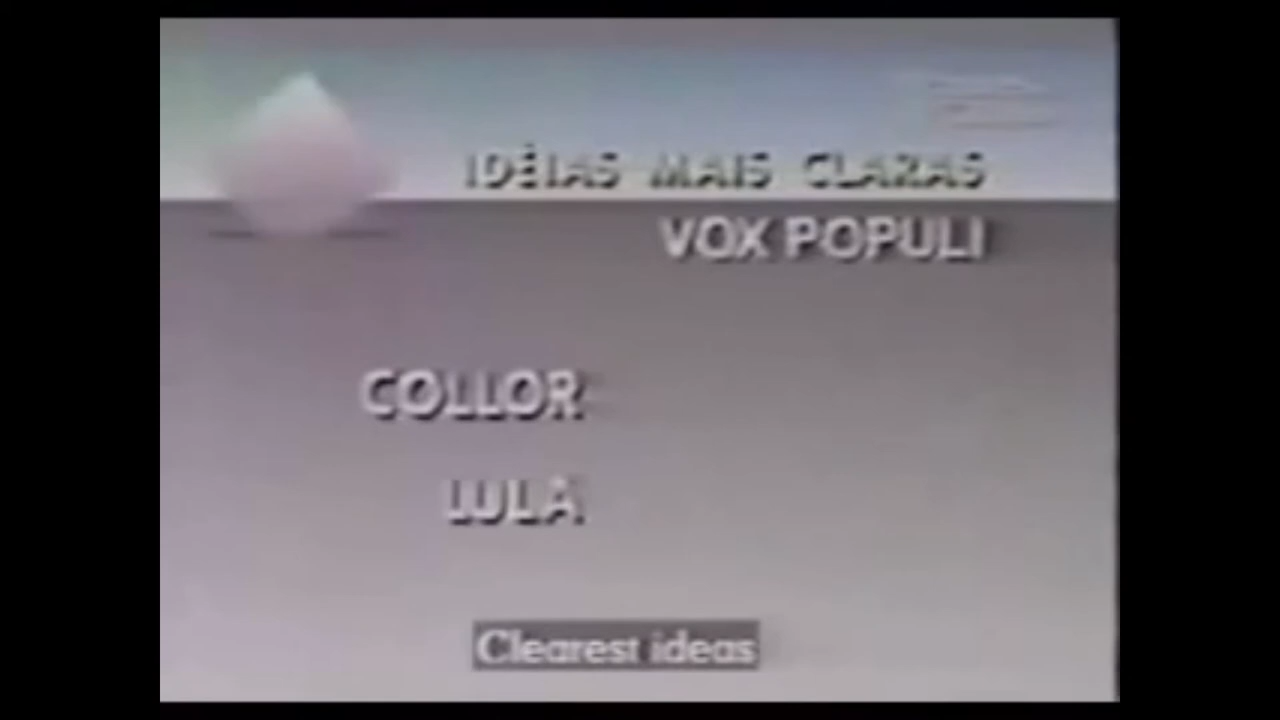 IDÉIAS MAIS CLARAS
VOX POPULI
COLLOR
LULA
Clearest ideas